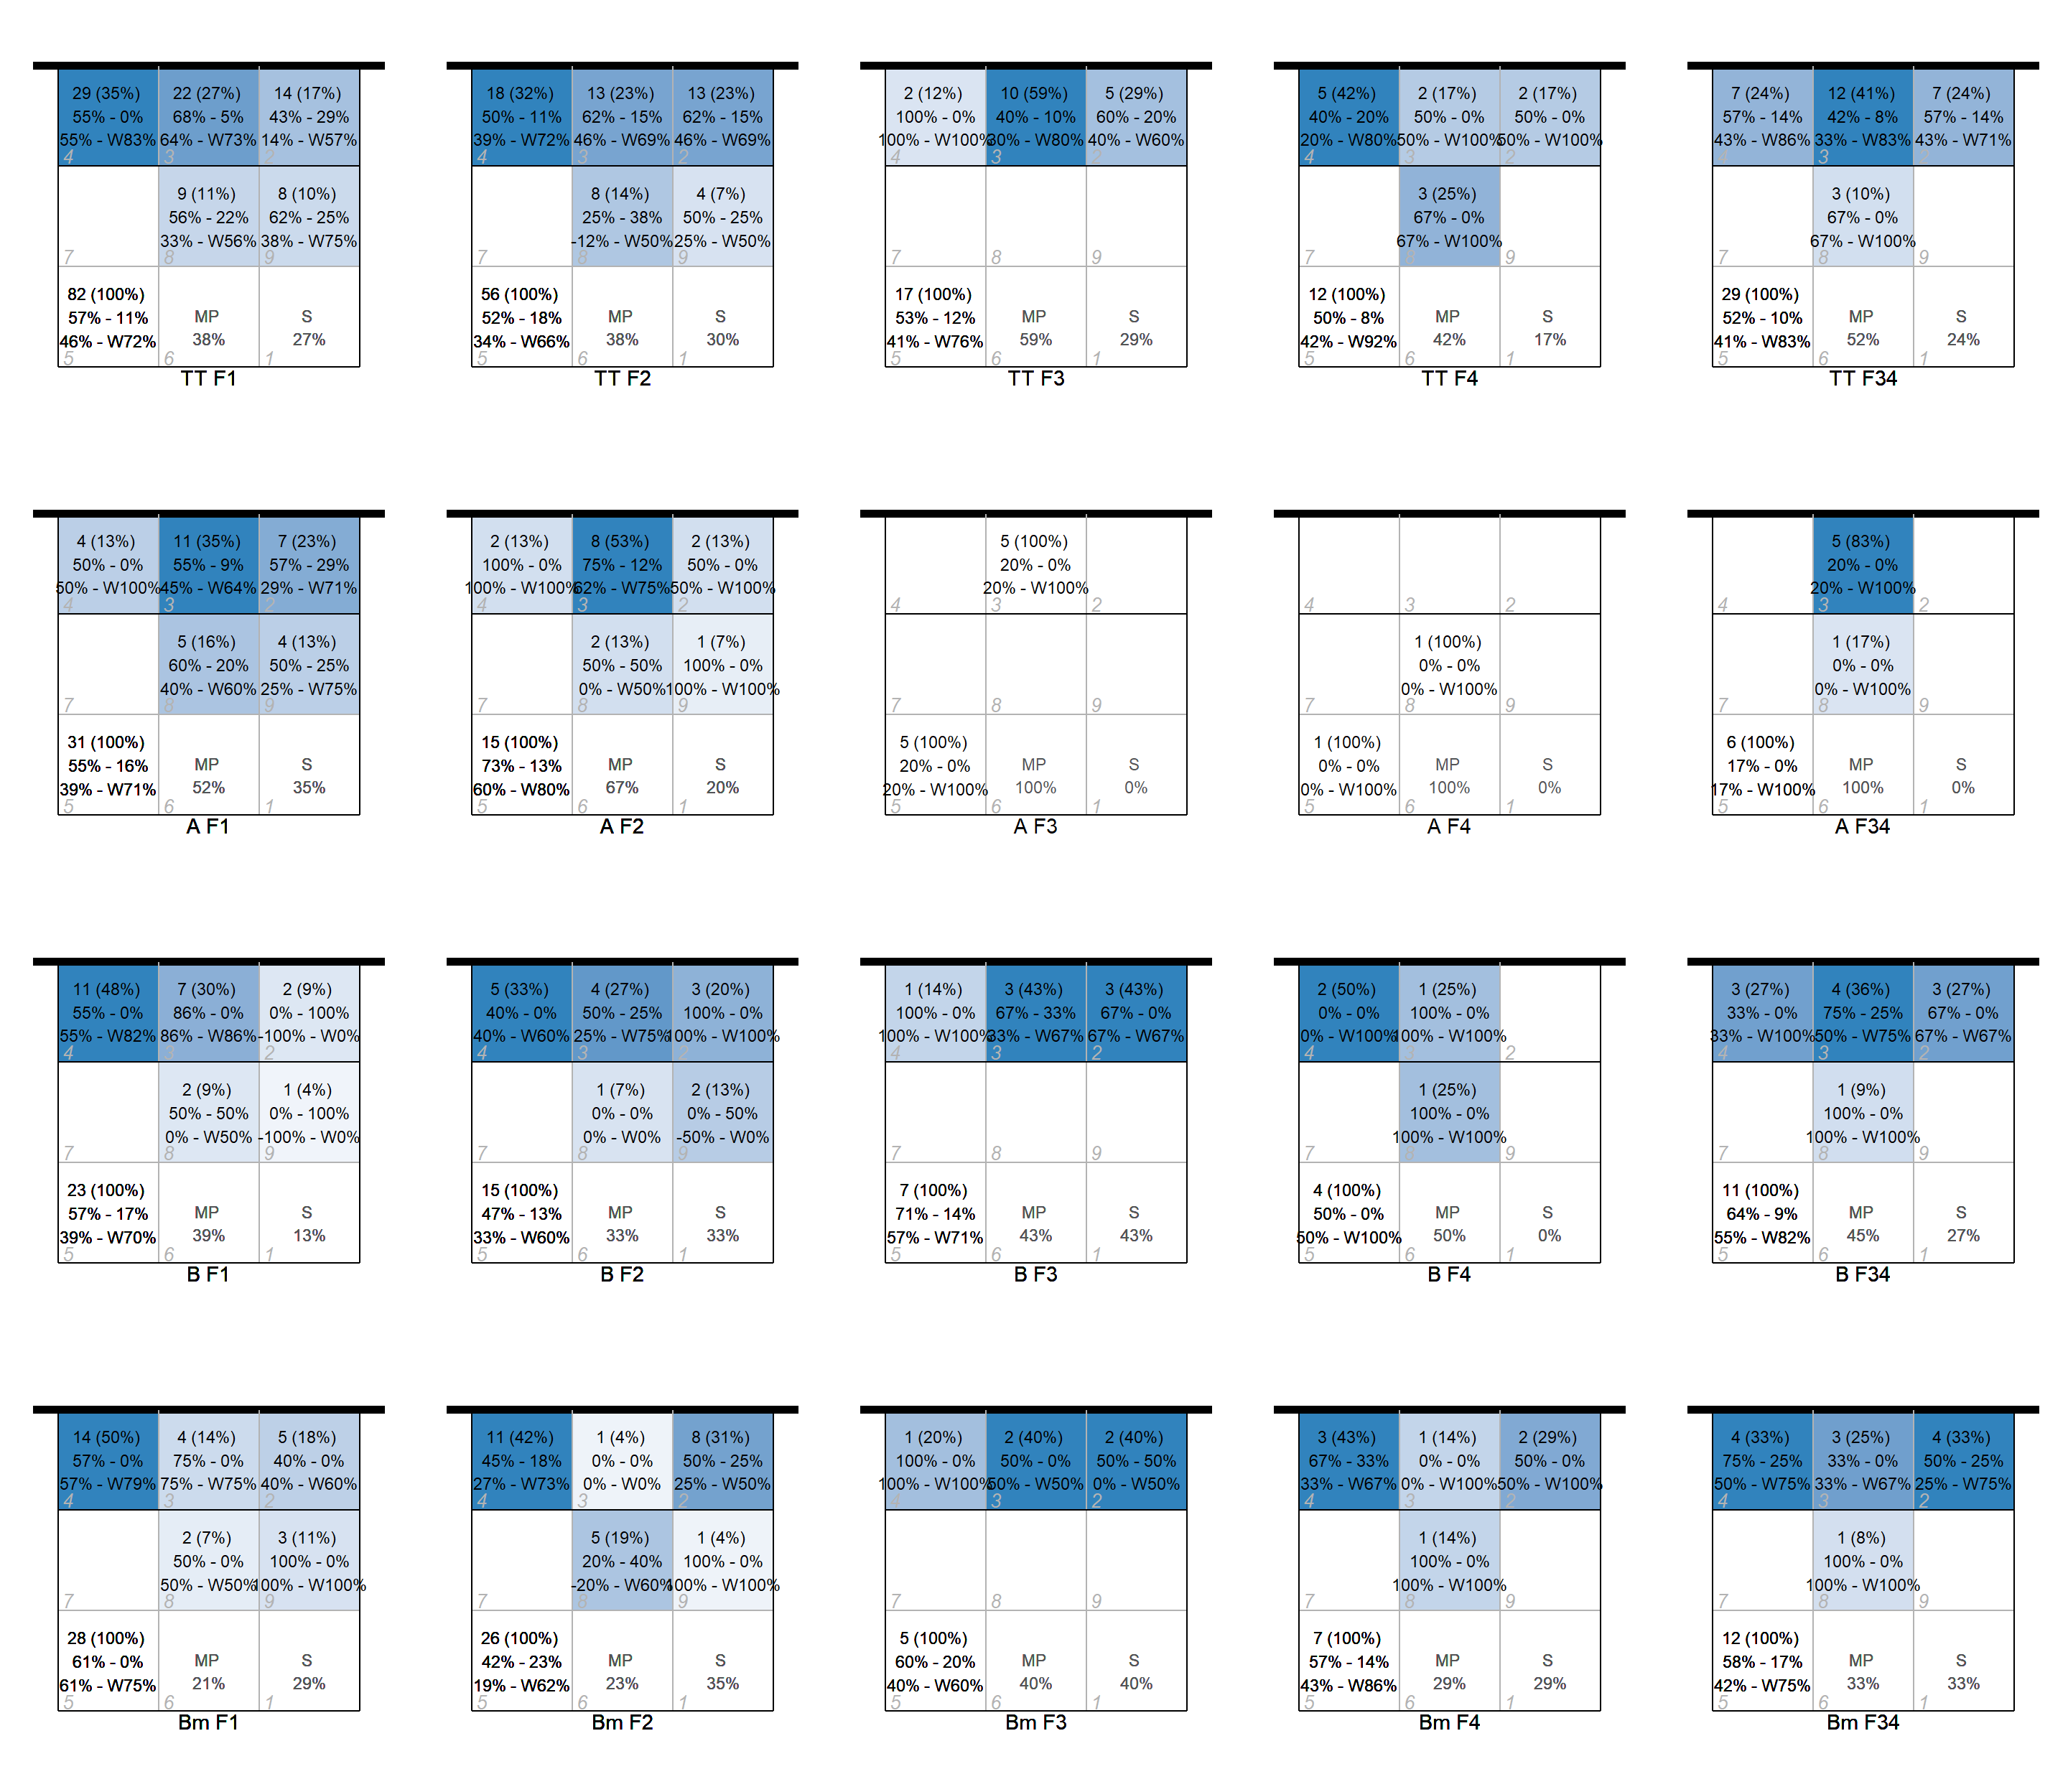 29 (35%)
55% - 0%
55% - W83%
4
22 (27%)
68% - 5%
64% - W73%
3
14 (17%)
43% - 29%
14% - W57%
2
7
9 (11%)
56% - 22%
33% - W56%
8
8 (10%)
62% - 25%
38% - W75%
9
82 (100%)
57% - 11%
46% - W72%
5
MP
38%
6
S
27%
1
TT F1
18 (32%)
50% - 11%
39% - W72%
4
13 (23%)
62% - 15%
46% - W69%
3
13 (23%)
62% - 15%
46% - W69%
2
7
8 (14%)
25% - 38%
-12% - W50%
8
4 (7%)
50% - 25%
25% - W50%
9
56 (100%)
52% - 18%
34% - W66%
5
MP
38%
6
S
30%
1
TT F2
2 (12%)
100% - 0%
100% - W100%
4
10 (59%)
40% - 10%
30% - W80%
3
5 (29%)
60% - 20%
40% - W60%
2
7
8
9
17 (100%)
53% - 12%
41% - W76%
5
MP
59%
6
S
29%
1
TT F3
5 (42%)
40% - 20%
20% - W80%
4
2 (17%)
50% - 0%
50% - W100%
3
2 (17%)
50% - 0%
50% - W100%
2
7
3 (25%)
67% - 0%
67% - W100%
8
9
12 (100%)
50% - 8%
42% - W92%
5
MP
42%
6
S
17%
1
TT F4
7 (24%)
57% - 14%
43% - W86%
4
12 (41%)
42% - 8%
33% - W83%
3
7 (24%)
57% - 14%
43% - W71%
2
7
3 (10%)
67% - 0%
67% - W100%
8
9
29 (100%)
52% - 10%
41% - W83%
5
MP
52%
6
S
24%
1
TT F34
4 (13%)
50% - 0%
50% - W100%
4
11 (35%)
55% - 9%
45% - W64%
3
7 (23%)
57% - 29%
29% - W71%
2
7
5 (16%)
60% - 20%
40% - W60%
8
4 (13%)
50% - 25%
25% - W75%
9
31 (100%)
55% - 16%
39% - W71%
5
MP
52%
6
S
35%
1
A F1
2 (13%)
100% - 0%
100% - W100%
4
8 (53%)
75% - 12%
62% - W75%
3
2 (13%)
50% - 0%
50% - W100%
2
7
2 (13%)
50% - 50%
0% - W50%
8
1 (7%)
100% - 0%
100% - W100%
9
15 (100%)
73% - 13%
60% - W80%
5
MP
67%
6
S
20%
1
A F2
4
5 (100%)
20% - 0%
20% - W100%
3
2
7
8
9
5 (100%)
20% - 0%
20% - W100%
5
MP
100%
6
S
0%
1
A F3
4
3
2
7
1 (100%)
0% - 0%
0% - W100%
8
9
1 (100%)
0% - 0%
0% - W100%
5
MP
100%
6
S
0%
1
A F4
4
5 (83%)
20% - 0%
20% - W100%
3
2
7
1 (17%)
0% - 0%
0% - W100%
8
9
6 (100%)
17% - 0%
17% - W100%
5
MP
100%
6
S
0%
1
A F34
11 (48%)
55% - 0%
55% - W82%
4
7 (30%)
86% - 0%
86% - W86%
3
2 (9%)
0% - 100%
-100% - W0%
2
7
2 (9%)
50% - 50%
0% - W50%
8
1 (4%)
0% - 100%
-100% - W0%
9
23 (100%)
57% - 17%
39% - W70%
5
MP
39%
6
S
13%
1
B F1
5 (33%)
40% - 0%
40% - W60%
4
4 (27%)
50% - 25%
25% - W75%
3
3 (20%)
100% - 0%
100% - W100%
2
7
1 (7%)
0% - 0%
0% - W0%
8
2 (13%)
0% - 50%
-50% - W0%
9
15 (100%)
47% - 13%
33% - W60%
5
MP
33%
6
S
33%
1
B F2
1 (14%)
100% - 0%
100% - W100%
4
3 (43%)
67% - 33%
33% - W67%
3
3 (43%)
67% - 0%
67% - W67%
2
7
8
9
7 (100%)
71% - 14%
57% - W71%
5
MP
43%
6
S
43%
1
B F3
2 (50%)
0% - 0%
0% - W100%
4
1 (25%)
100% - 0%
100% - W100%
3
2
7
1 (25%)
100% - 0%
100% - W100%
8
9
4 (100%)
50% - 0%
50% - W100%
5
MP
50%
6
S
0%
1
B F4
3 (27%)
33% - 0%
33% - W100%
4
4 (36%)
75% - 25%
50% - W75%
3
3 (27%)
67% - 0%
67% - W67%
2
7
1 (9%)
100% - 0%
100% - W100%
8
9
11 (100%)
64% - 9%
55% - W82%
5
MP
45%
6
S
27%
1
B F34
14 (50%)
57% - 0%
57% - W79%
4
4 (14%)
75% - 0%
75% - W75%
3
5 (18%)
40% - 0%
40% - W60%
2
7
2 (7%)
50% - 0%
50% - W50%
8
3 (11%)
100% - 0%
100% - W100%
9
28 (100%)
61% - 0%
61% - W75%
5
MP
21%
6
S
29%
1
Bm F1
11 (42%)
45% - 18%
27% - W73%
4
1 (4%)
0% - 0%
0% - W0%
3
8 (31%)
50% - 25%
25% - W50%
2
7
5 (19%)
20% - 40%
-20% - W60%
8
1 (4%)
100% - 0%
100% - W100%
9
26 (100%)
42% - 23%
19% - W62%
5
MP
23%
6
S
35%
1
Bm F2
1 (20%)
100% - 0%
100% - W100%
4
2 (40%)
50% - 0%
50% - W50%
3
2 (40%)
50% - 50%
0% - W50%
2
7
8
9
5 (100%)
60% - 20%
40% - W60%
5
MP
40%
6
S
40%
1
Bm F3
3 (43%)
67% - 33%
33% - W67%
4
1 (14%)
0% - 0%
0% - W100%
3
2 (29%)
50% - 0%
50% - W100%
2
7
1 (14%)
100% - 0%
100% - W100%
8
9
7 (100%)
57% - 14%
43% - W86%
5
MP
29%
6
S
29%
1
Bm F4
4 (33%)
75% - 25%
50% - W75%
4
3 (25%)
33% - 0%
33% - W67%
3
4 (33%)
50% - 25%
25% - W75%
2
7
1 (8%)
100% - 0%
100% - W100%
8
9
12 (100%)
58% - 17%
42% - W75%
5
MP
33%
6
S
33%
1
Bm F34